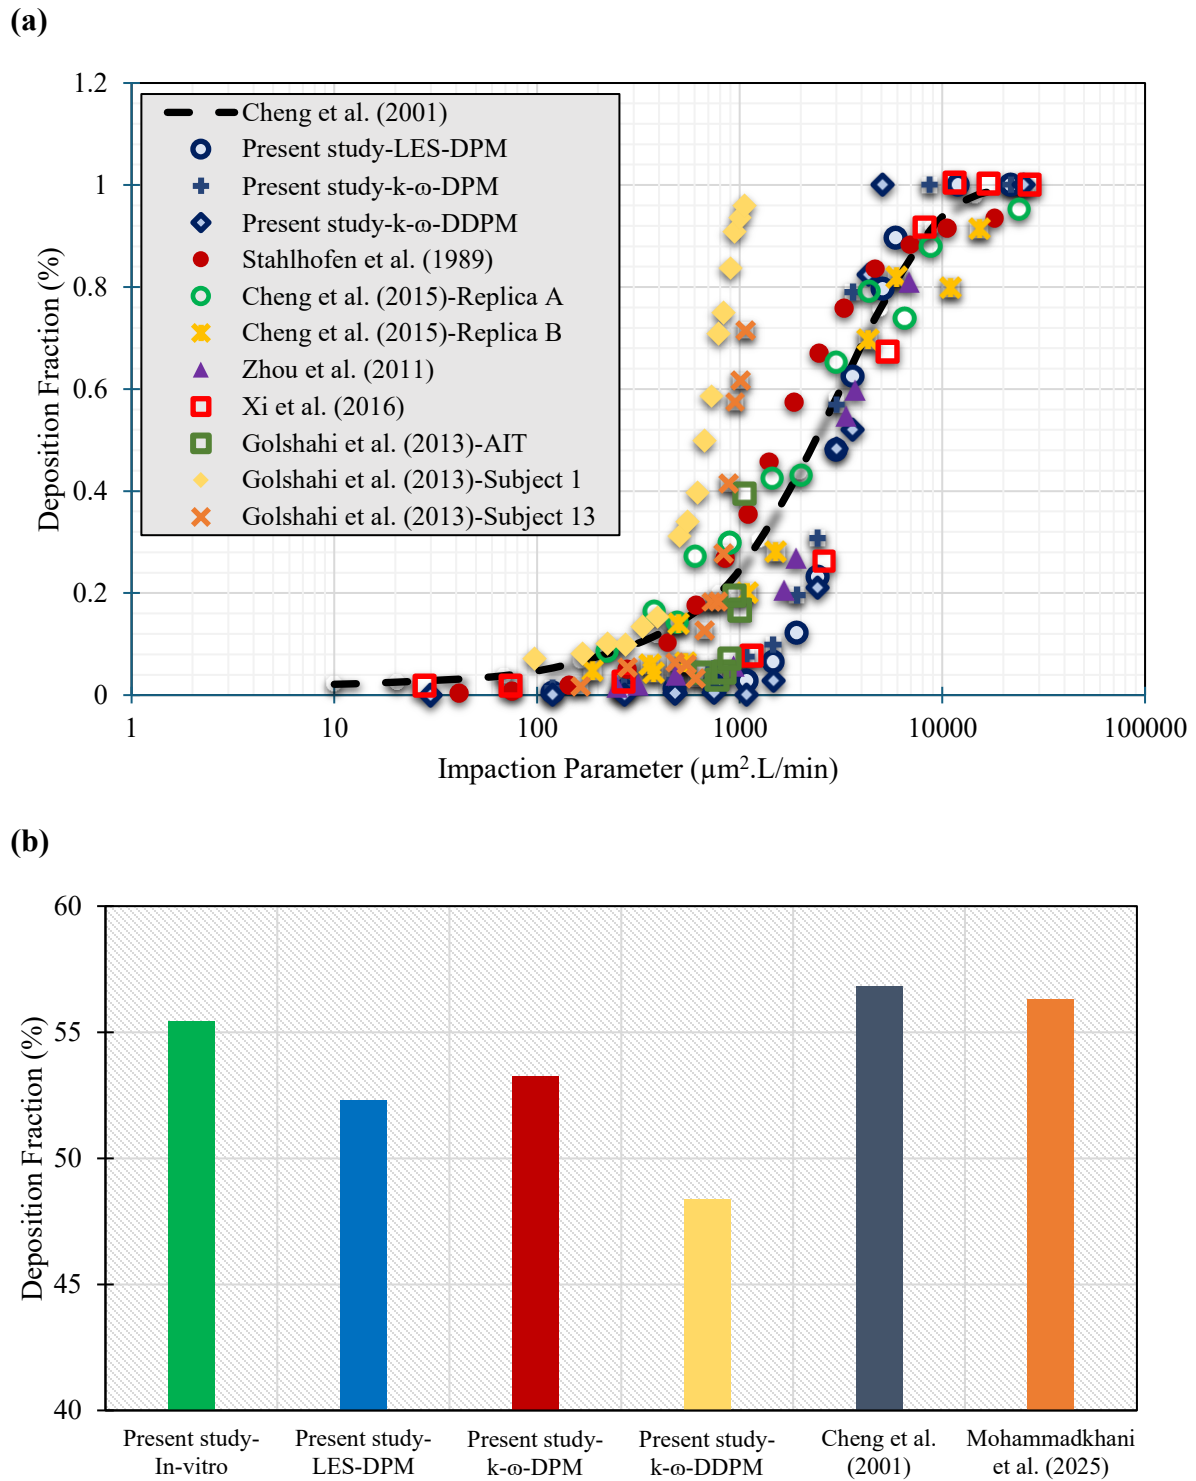 (a)
1.2
1
0.8
0.6
0.4
0.2
0
Deposition Fraction (%)
Cheng et al. (2001)
Present study-LES-DPM
Present study-k-ω-DPM
Present study-k-ω-DDPM
Stahlhofen et al. (1989)
Cheng et al. (2015)-Replica A
Cheng et al. (2015)-Replica B
Zhou et al. (2011)
Xi et al. (2016)
Golshahi et al. (2013)-AIT
Golshahi et al. (2013)-Subject 1
Golshahi et al. (2013)-Subject 13
1 10 100 1000 10000 100000
Impaction Parameter (µm².L/min)
(b)
60
55
50
45
40
Deposition Fraction (%)
Present study-
In-vitro
Present study-
LES-DPM
Present study-
k-ω-DPM
Present study-
k-ω-DDPM
Cheng et al.
(2001)
Mohammadkhani
et al. (2025)